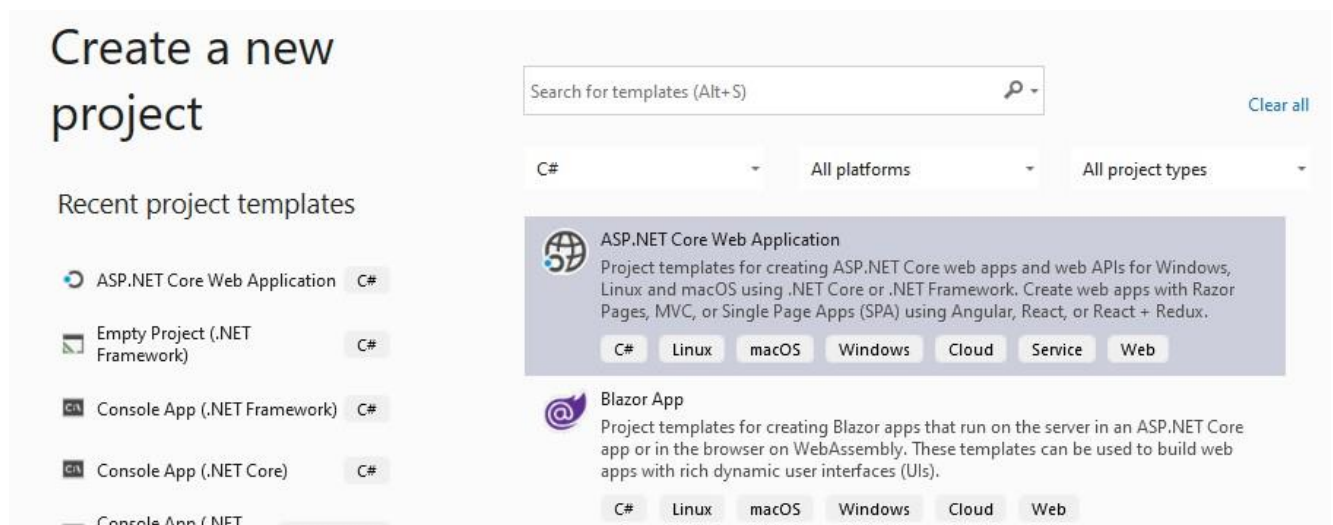 Create a new
project
Search for templates (Alt+S)
Clear all
C#
All platforms
All project types
Recent project templates
ASP.NET Core Web Application C#
Empty Project (.NET
Framework) C#
Console App (.NET Framework) C#
Console App (.NET Core) C#
Console App (.NET
ASP.NET Core Web Application
Project templates for creating ASP.NET Core web apps and web APIs for Windows,
Linux and macOS using .NET Core or .NET Framework. Create web apps with Razor
Pages, MVC, or Single Page Apps (SPA) using Angular, React, or React + Redux.
C# Linux macOS Windows Cloud Service Web
Blazor App
Project templates for creating Blazor apps that run on the server in an ASP.NET Core
app or in the browser on WebAssembly. These templates can be used to build web
apps with rich dynamic user interfaces (UIs).
C# Linux macOS Windows Cloud Web